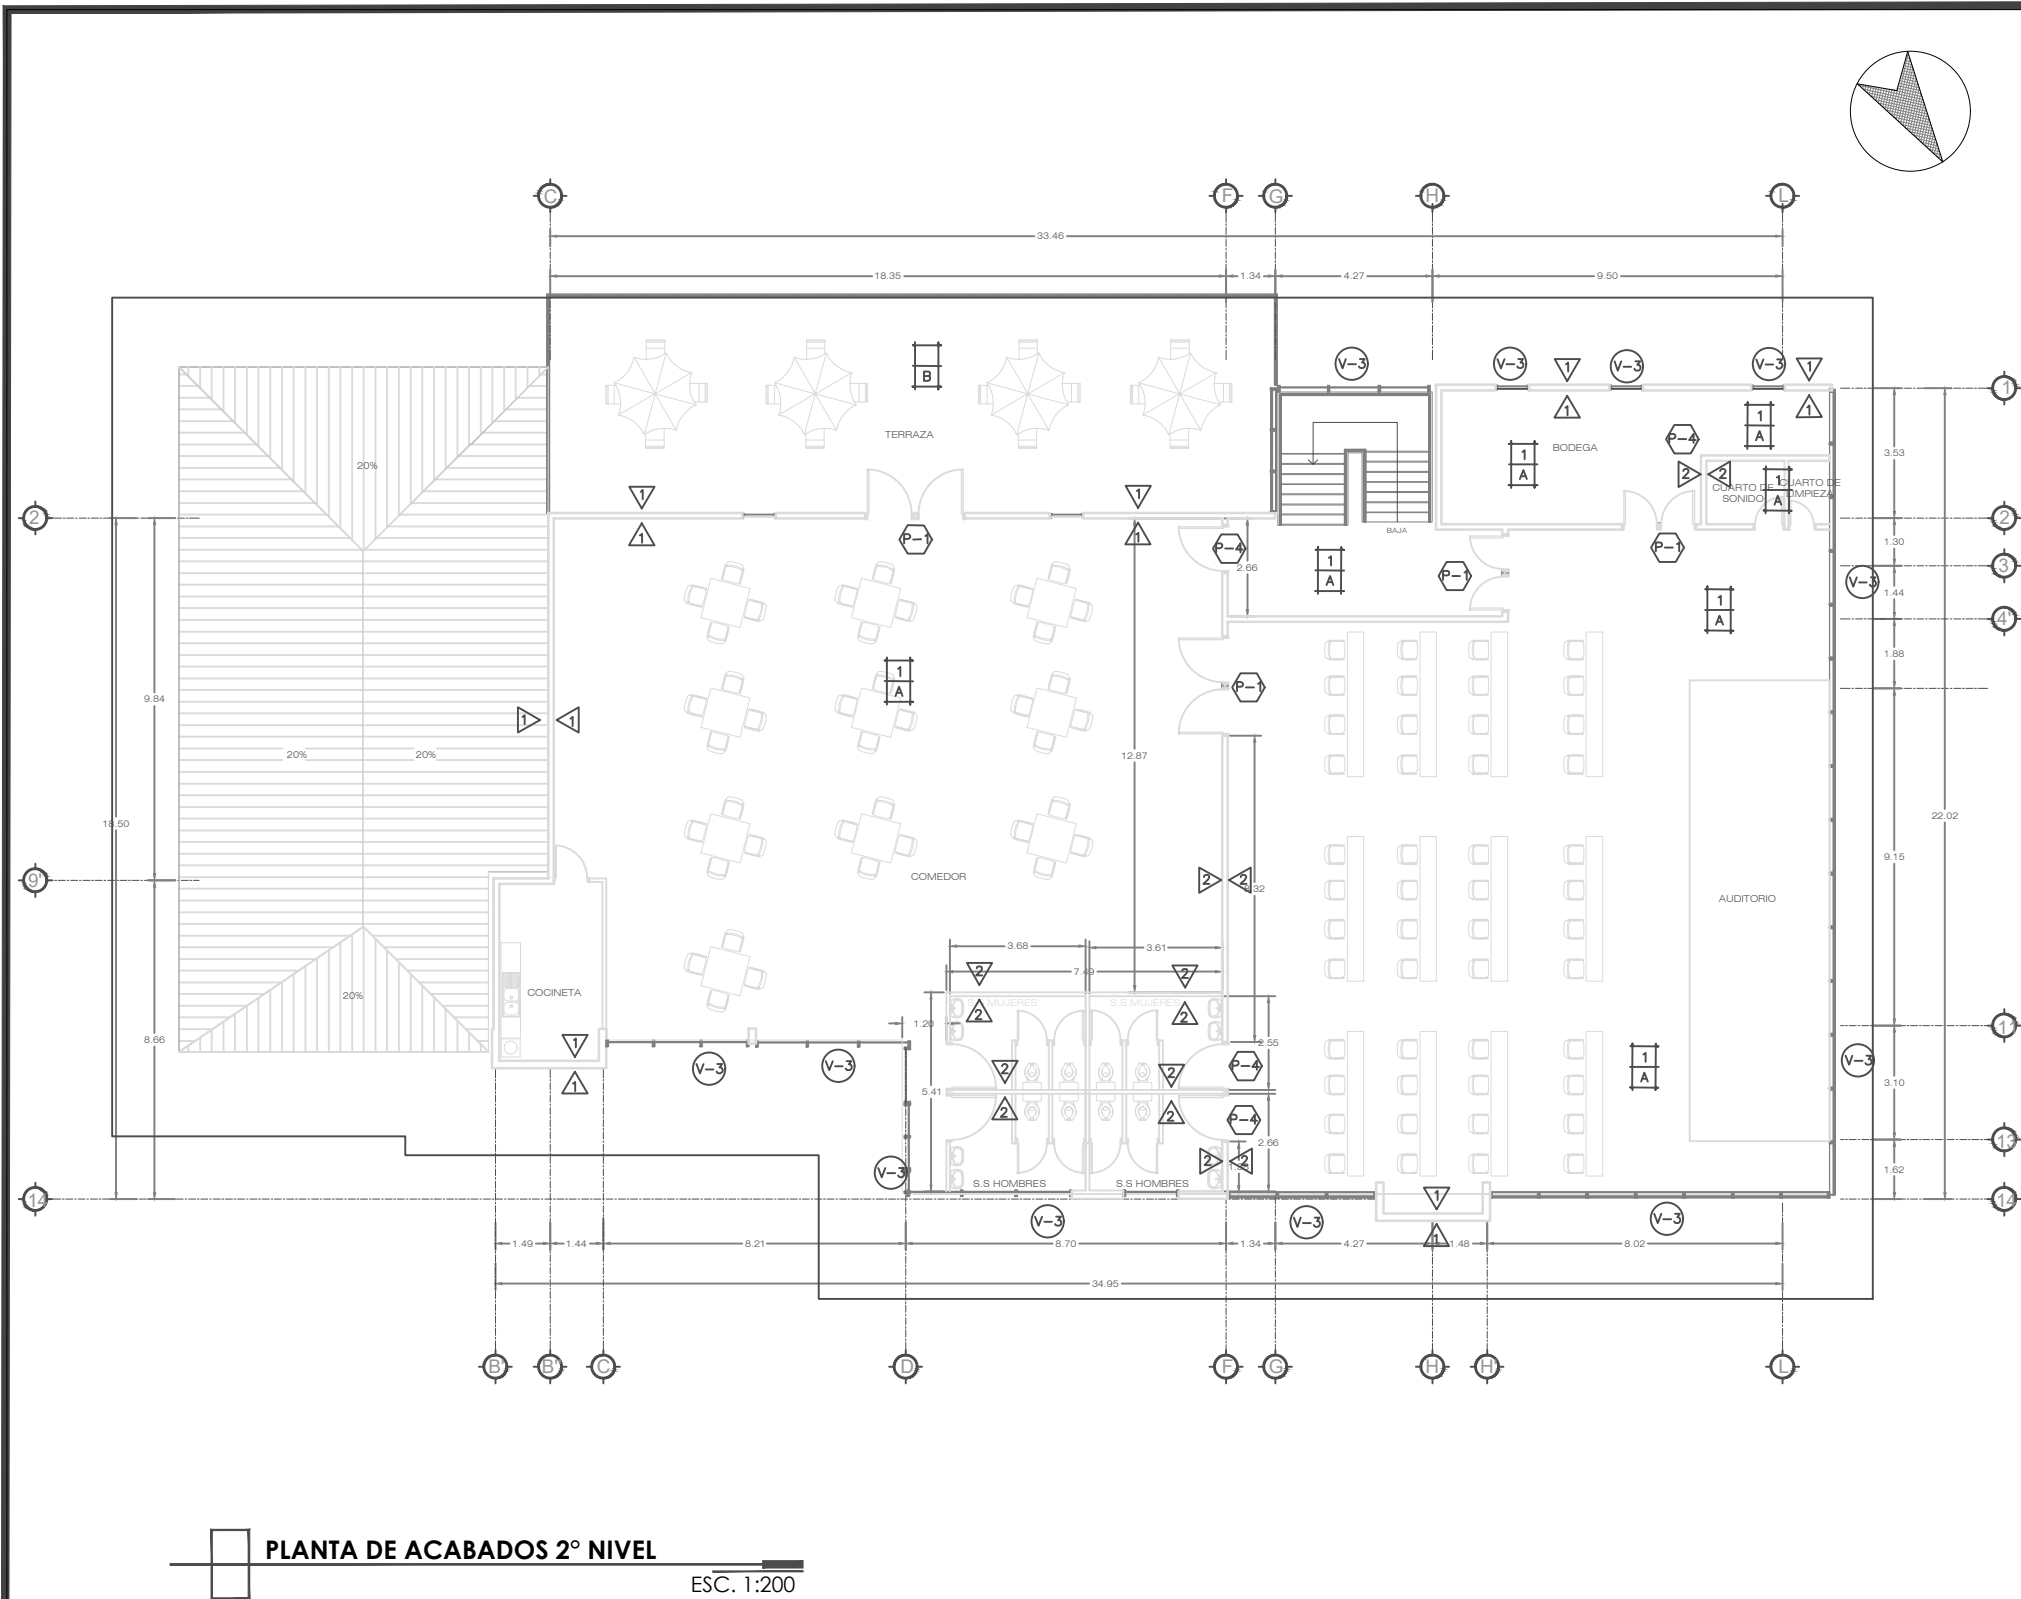 C F G H L
33.46
18.35 1.34 4.27 9.50
V-3 V-3 V-3 V-3
1 1
1 1
B
TERRAZA
BODEGA
P-4
1
A
1
A
1
A
2 2
CUARTO DE SONIDO
CUARTO DE LIMPIEZA
BAJA
20%
1 1
1 1
P-1
P-4
2.66
1
A
P-1
P-1
1
A
V-3
1
2
3
4'
3.53
1.30
1.44
1.88
2
9.84
18.50
20% 20%
1 1
1
A
P-1
12.87
22.02
9.15
9'
COMEDOR
2 2
AUDITORIO
3.68 3.61
7.49
2 2
S.S MUJERES S.S MUJERES
2 2
20%
COCINETA
8.66
1.20
1
1
V-3 V-3
5.41
2 2
2 2
2.55
P-4
P-4
2.66
2 2
1
A
V-3
11
3.10
13
1.62
14
14
V-3
S.S HOMBRES S.S HOMBRES
V-3 V-3 V-3
1
1
1.49 1.44 8.21 8.70 1.34 4.27 1.48 8.02
34.95
B' B' C D F G H H' L
PLANTA DE ACABADOS 2° NIVEL
ESC. 1:200